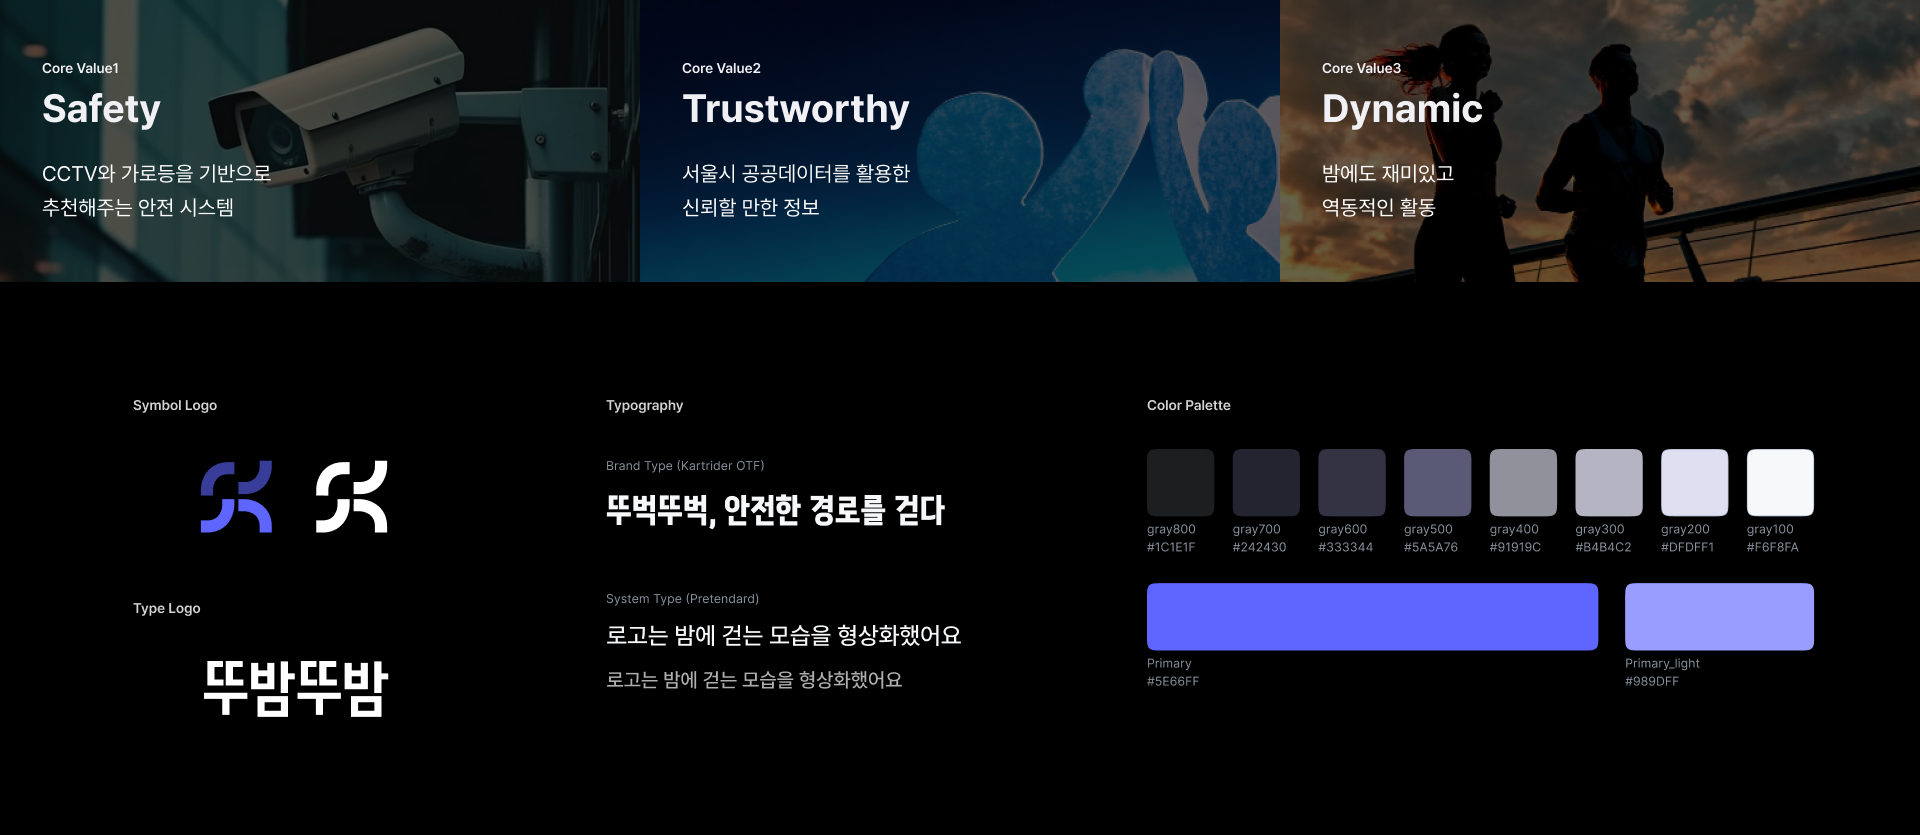 Core Value1
Safety
CCTV와 가로등을 기반으로
추천해주는 안전 시스템
Core Value2
Trustworthy
서울시 공공데이터를 활용한
신뢰할 만한 정보
Core Value3
Dynamic
밤에도 재미있고
역동적인 활동
Symbol Logo
Type Logo
뚜밤뚜밤
Typography
Brand Type (Kartrider OTF)
뚜벅뚜벅, 안전한 경로를 걷다
System Type (Pretendard)
로고는 밤에 걷는 모습을 형상화했어요
로고는 밤에 걷는 모습을 형상화했어요
Color Palette
gray800 gray700 gray600 gray500 gray400 gray300 gray200 gray100
#1C1E1F #242430 #333344 #5A5A76 #91919C #B4B4C2 #DFDFF1 #F6F8FA
Primary Primary_light
#5E66FF #989DFF